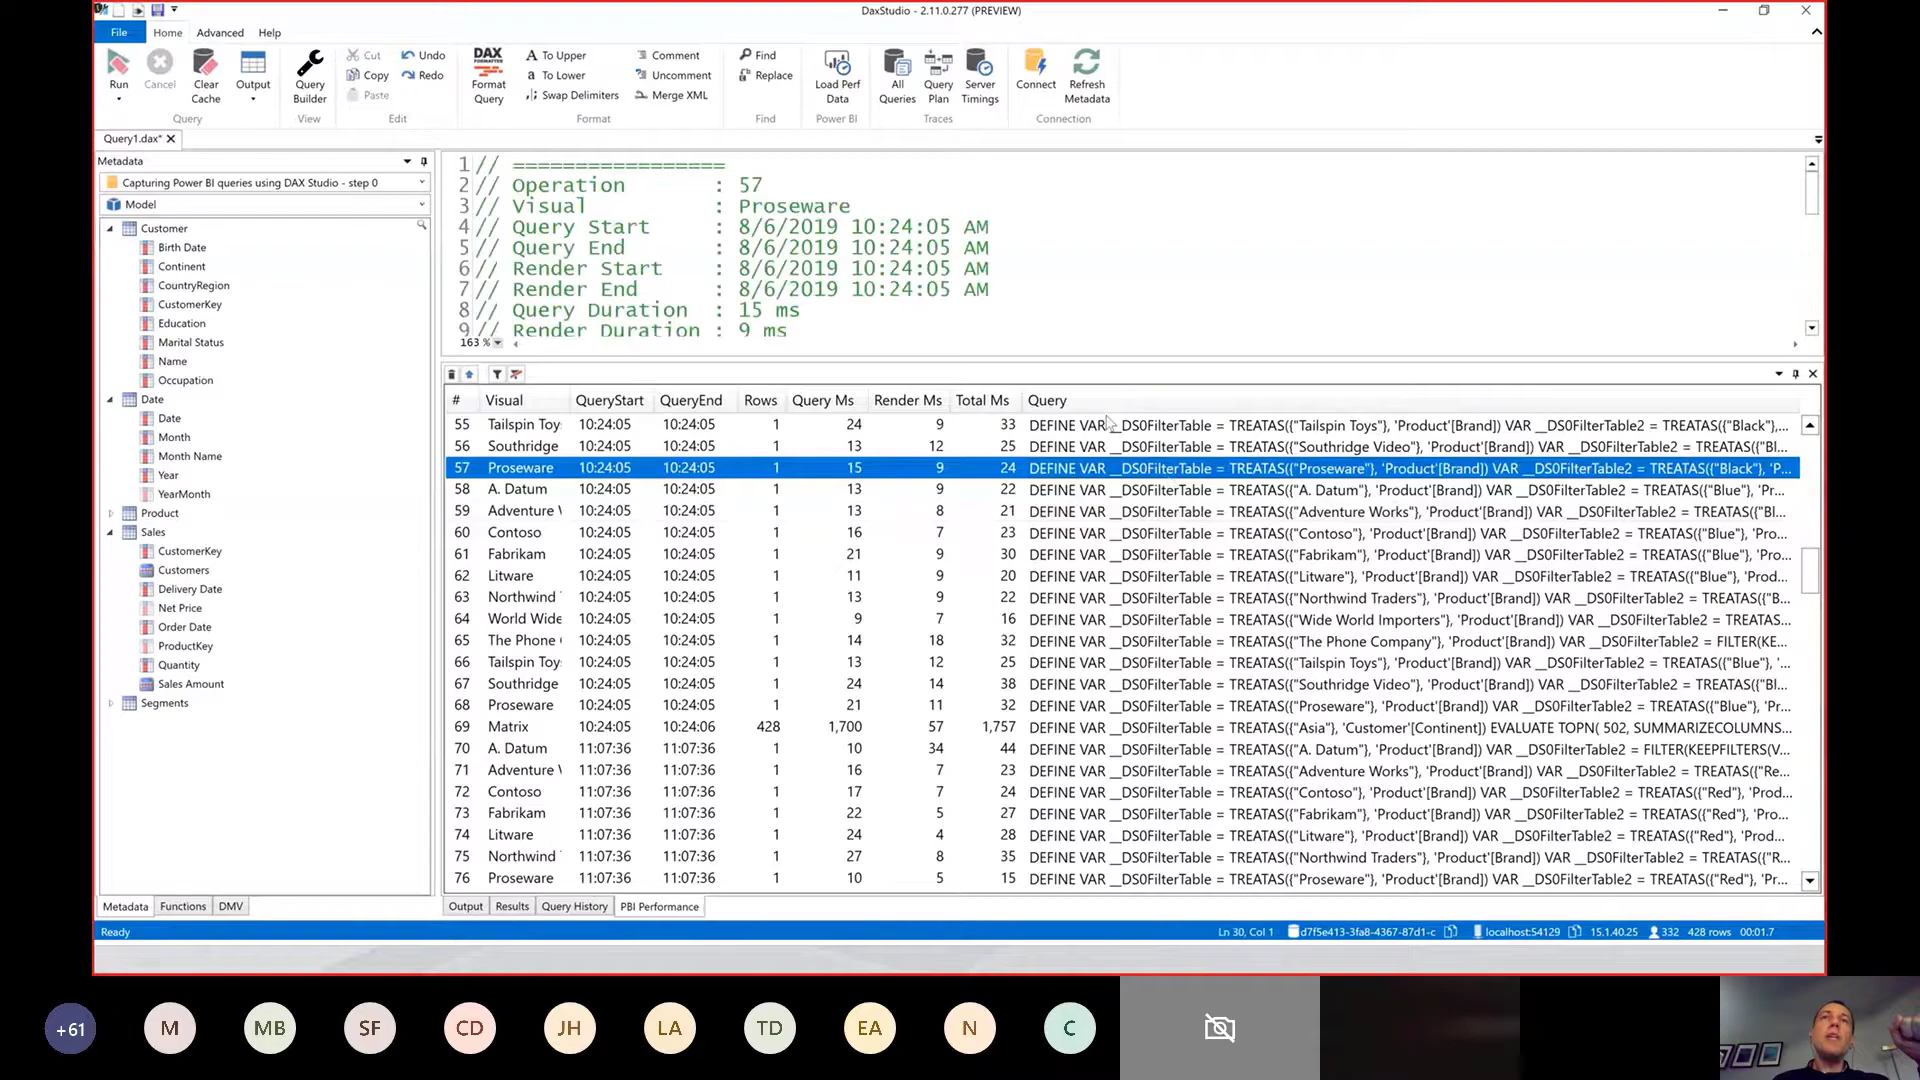 DaxStudio - 2.11.0.277 (PREVIEW)
File Home Advanced Help
Run Cancel Clear Cache Output
Query
Query Builder
View
Cut Copy Paste Undo Redo
Edit
DAX FORMATTER Format Query
To Upper To Lower Swap Delimiters Comment Uncomment Merge XML
Format
Find Replace
Find
Load Perf Data
Power BI
All Queries Query Plan Server Timings
Traces
Connect Refresh Metadata
Connection
Query1.dax*
Metadata
Capturing Power BI queries using DAX Studio - step 0
Model
Customer
Birth Date
Continent
CountryRegion
CustomerKey
Education
Marital Status
Name
Occupation
Date
Date
Month
Month Name
Year
YearMonth
Product
Sales
CustomerKey
Customers
Delivery Date
Net Price
Order Date
ProductKey
Quantity
Sales Amount
Segments
Metadata Functions DMV
1 // =================
2 // Operation : 57
3 // Visual : Proseware
4 // Query Start : 8/6/2019 10:24:05 AM
5 // Query End : 8/6/2019 10:24:05 AM
6 // Render Start : 8/6/2019 10:24:05 AM
7 // Render End : 8/6/2019 10:24:05 AM
8 // Query Duration : 15 ms
9 // Render Duration : 9 ms
163 %
# Visual QueryStart QueryEnd Rows Query Ms Render Ms Total Ms Query
55 Tailspin Toy 10:24:05 10:24:05 1 24 9 33 DEFINE VAR __DS0FilterTable = TREATAS({"Tailspin Toys"}, 'Product'[Brand]) VAR __DS0FilterTable2 = TREATAS({"Black"},...
56 Southridge 10:24:05 10:24:05 1 13 12 25 DEFINE VAR __DS0FilterTable = TREATAS({"Southridge Video"}, 'Product'[Brand]) VAR __DS0FilterTable2 = TREATAS({"Bl...
57 Proseware 10:24:05 10:24:05 1 15 9 24 DEFINE VAR __DS0FilterTable = TREATAS({"Proseware"}, 'Product'[Brand]) VAR __DS0FilterTable2 = TREATAS({"Black"}, 'P...
58 A. Datum 10:24:05 10:24:05 1 13 9 22 DEFINE VAR __DS0FilterTable = TREATAS({"A. Datum"}, 'Product'[Brand]) VAR __DS0FilterTable2 = TREATAS({"Blue"}, 'Pr...
59 Adventure 10:24:05 10:24:05 1 13 8 21 DEFINE VAR __DS0FilterTable = TREATAS({"Adventure Works"}, 'Product'[Brand]) VAR __DS0FilterTable2 = TREATAS({"Bl...
60 Contoso 10:24:05 10:24:05 1 16 7 23 DEFINE VAR __DS0FilterTable = TREATAS({"Contoso"}, 'Product'[Brand]) VAR __DS0FilterTable2 = TREATAS({"Blue"}, 'Pro...
61 Fabrikam 10:24:05 10:24:05 1 21 9 30 DEFINE VAR __DS0FilterTable = TREATAS({"Fabrikam"}, 'Product'[Brand]) VAR __DS0FilterTable2 = TREATAS({"Blue"}, 'Pro...
62 Litware 10:24:05 10:24:05 1 11 9 20 DEFINE VAR __DS0FilterTable = TREATAS({"Litware"}, 'Product'[Brand]) VAR __DS0FilterTable2 = TREATAS({"Blue"}, 'Prod...
63 Northwind 10:24:05 10:24:05 1 13 9 22 DEFINE VAR __DS0FilterTable = TREATAS({"Northwind Traders"}, 'Product'[Brand]) VAR __DS0FilterTable2 = TREATAS({"B...
64 World Wide 10:24:05 10:24:05 1 9 7 16 DEFINE VAR __DS0FilterTable = TREATAS({"Wide World Importers"}, 'Product'[Brand]) VAR __DS0FilterTable2 = TREATAS...
65 The Phone 10:24:05 10:24:05 1 14 18 32 DEFINE VAR __DS0FilterTable = TREATAS({"The Phone Company"}, 'Product'[Brand]) VAR __DS0FilterTable2 = FILTER(KE...
66 Tailspin Toy 10:24:05 10:24:05 1 13 12 25 DEFINE VAR __DS0FilterTable = TREATAS({"Tailspin Toys"}, 'Product'[Brand]) VAR __DS0FilterTable2 = TREATAS({"Blue"}, '...
67 Southridge 10:24:05 10:24:05 1 24 14 38 DEFINE VAR __DS0FilterTable = TREATAS({"Southridge Video"}, 'Product'[Brand]) VAR __DS0FilterTable2 = TREATAS({"Bl...
68 Proseware 10:24:05 10:24:05 1 21 11 32 DEFINE VAR __DS0FilterTable = TREATAS({"Proseware"}, 'Product'[Brand]) VAR __DS0FilterTable2 = TREATAS({"Blue"}, 'Pr...
69 Matrix 10:24:05 10:24:06 428 1,700 57 1,757 DEFINE VAR __DS0FilterTable = TREATAS({"Asia"}, 'Customer'[Continent]) EVALUATE TOPN( 502, SUMMARIZECOLUMNS...
70 A. Datum 11:07:36 11:07:36 1 10 34 44 DEFINE VAR __DS0FilterTable = TREATAS({"A. Datum"}, 'Product'[Brand]) VAR __DS0FilterTable2 = FILTER(KEEPFILTERS(V...
71 Adventure 11:07:36 11:07:36 1 16 7 23 DEFINE VAR __DS0FilterTable = TREATAS({"Adventure Works"}, 'Product'[Brand]) VAR __DS0FilterTable2 = TREATAS({"Re...
72 Contoso 11:07:36 11:07:36 1 17 7 24 DEFINE VAR __DS0FilterTable = TREATAS({"Contoso"}, 'Product'[Brand]) VAR __DS0FilterTable2 = TREATAS({"Red"}, 'Prod...
73 Fabrikam 11:07:36 11:07:36 1 22 5 27 DEFINE VAR __DS0FilterTable = TREATAS({"Fabrikam"}, 'Product'[Brand]) VAR __DS0FilterTable2 = TREATAS({"Red"}, 'Pro...
74 Litware 11:07:36 11:07:36 1 24 4 28 DEFINE VAR __DS0FilterTable = TREATAS({"Litware"}, 'Product'[Brand]) VAR __DS0FilterTable2 = TREATAS({"Red"}, 'Prod...
75 Northwind 11:07:36 11:07:36 1 27 8 35 DEFINE VAR __DS0FilterTable = TREATAS({"Northwind Traders"}, 'Product'[Brand]) VAR __DS0FilterTable2 = TREATAS({"R...
76 Proseware 11:07:36 11:07:36 1 10 5 15 DEFINE VAR __DS0FilterTable = TREATAS({"Proseware"}, 'Product'[Brand]) VAR __DS0FilterTable2 = TREATAS({"Red"}, 'Pr...
Output Results Query History PBI Performance
Ready Ln 30, Col 1 d7f5e413-3fa8-4367-87d1-c localhost:54129 15.1.40.25 332 428 rows 00:01.7
+61 M MB SF CD JH LA TD EA N C